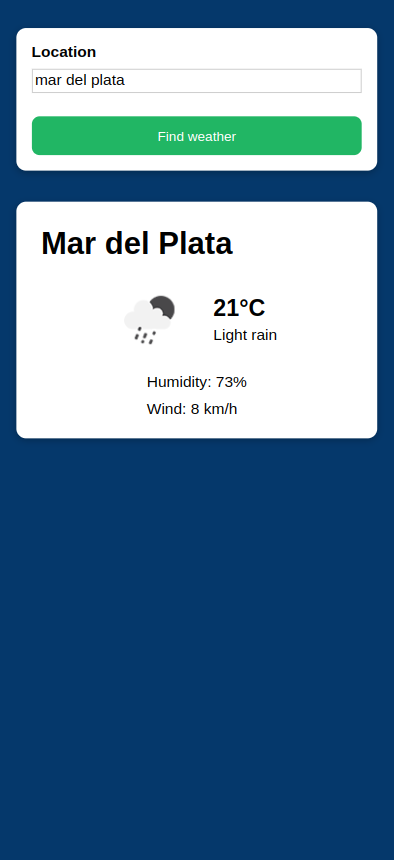 Location
mar del plata
Find weather
Mar del Plata
21°C
Light rain
Humidity: 73%
Wind: 8 km/h